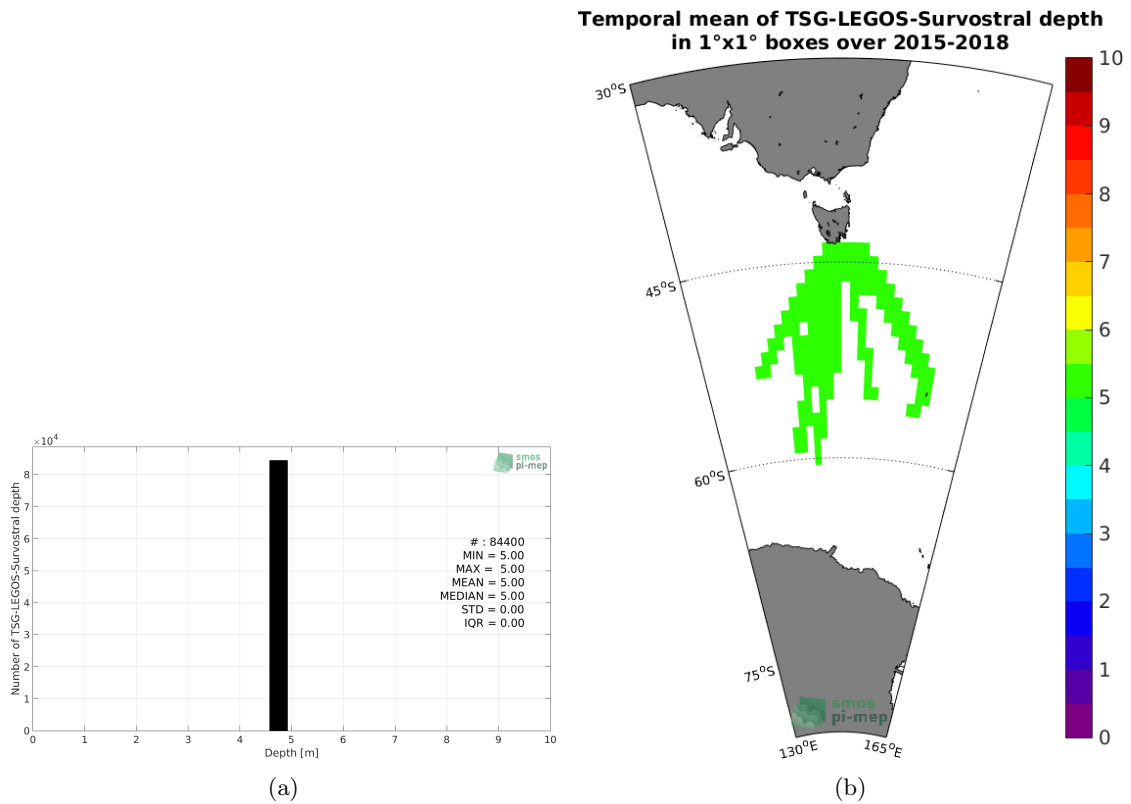 Temporal mean of TSG-LEGOS-Survostral depth
in 1°x1° boxes over 2015-2018
×10⁴
8
7
6
5
4
3
2
1
0
Number of TSG-LEGOS-Survostral depth
smos
pi-mep
# : 84400
MIN = 5.00
MAX = 5.00
MEAN = 5.00
MEDIAN = 5.00
STD = 0.00
IQR = 0.00
0 1 2 3 4 5 6 7 8 9 10
Depth [m]
(a)
30°S
45°S
60°S
75°S
130°E
165°E
smos
pi-mep
10
9
8
7
6
5
4
3
2
1
0
(b)